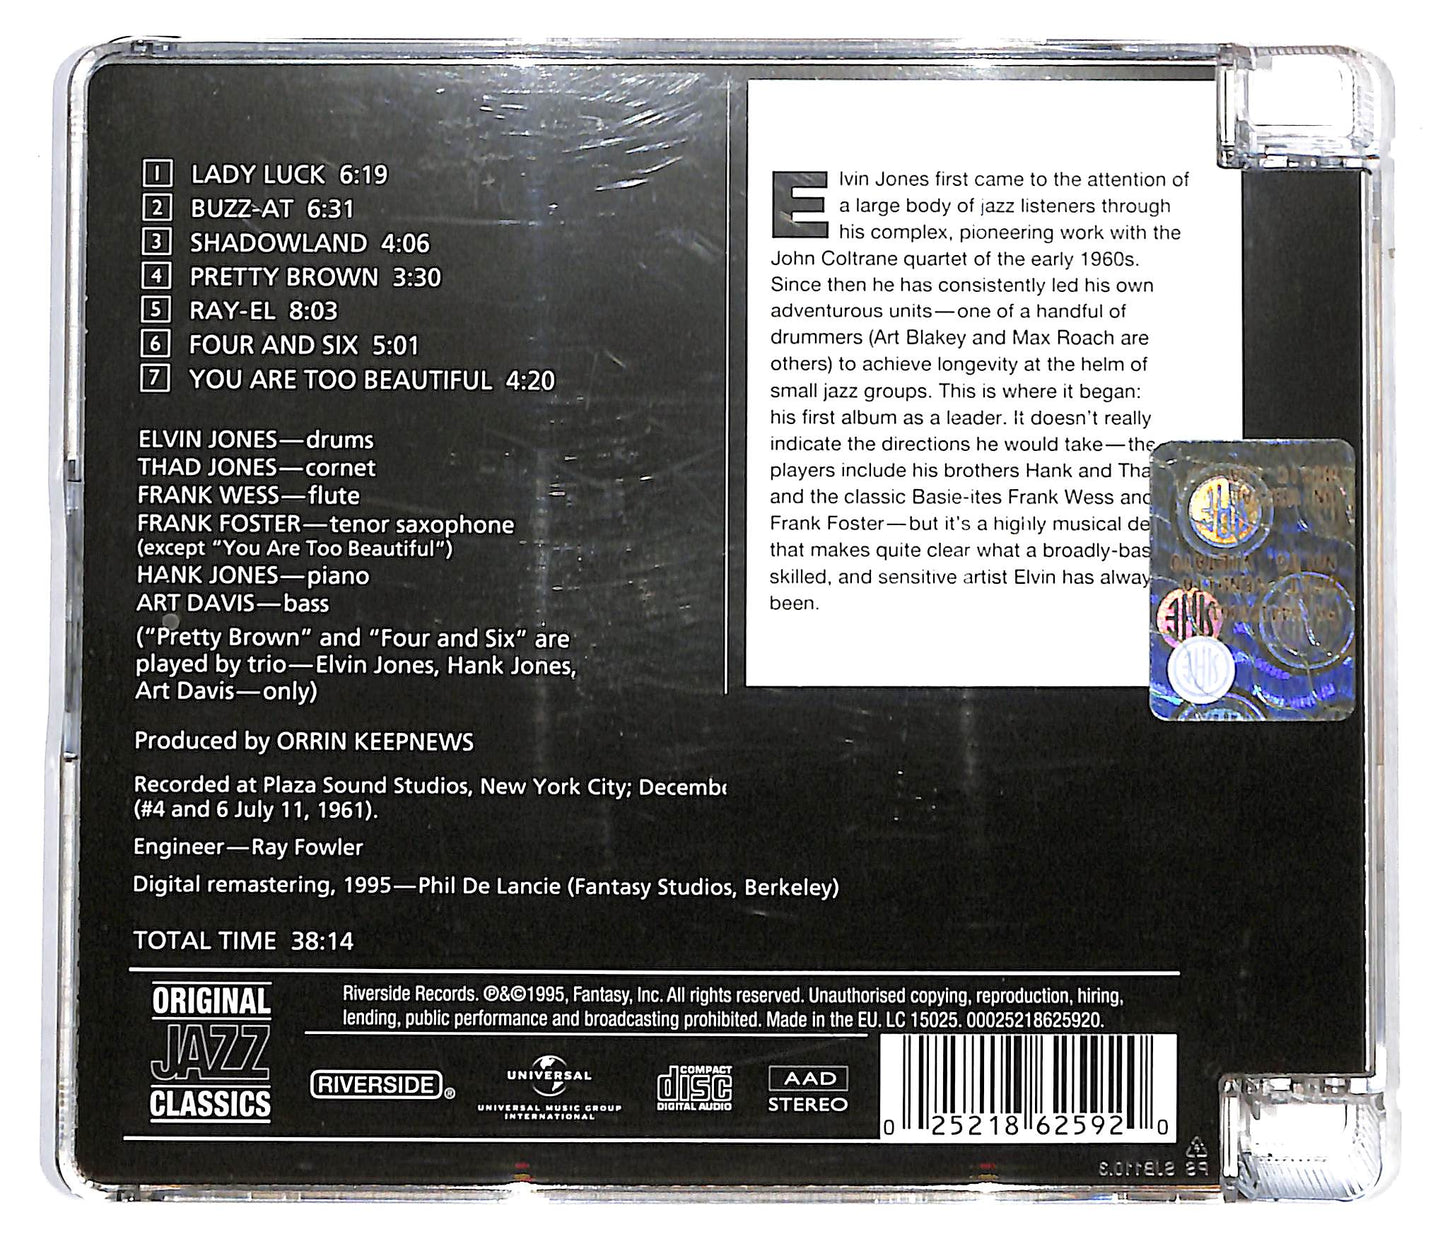 1 LADY LUCK 6:19
2 BUZZ-AT 6:31
3 SHADOWLAND 4:06
4 PRETTY BROWN 3:30
5 RAY-EL 8:03
6 FOUR AND SIX 5:01
7 YOU ARE TOO BEAUTIFUL 4:20
ELVIN JONES—drums
THAD JONES—cornet
FRANK WESS—flute
FRANK FOSTER—tenor saxophone
(except "You Are Too Beautiful")
HANK JONES—piano
ART DAVIS—bass
("Pretty Brown" and "Four and Six" are
played by trio—Elvin Jones, Hank Jones,
Art Davis—only)
Produced by ORRIN KEEPNEWS
Recorded at Plaza Sound Studios, New York City;
(#4 and 6 July 11, 1961).
Engineer—Ray Fowler
Digital remastering, 1995—Phil De Lancie (Fantasy Studios, Berkeley)
TOTAL TIME 38:14
Elvin Jones first came to the attention of
a large body of jazz listeners through
his complex, pioneering work with the
John Coltrane quartet of the early 1960s.
Since then he has consistently led his own
adventurous units—one of a handful of
drummers (Art Blakey and Max Roach are
others) to achieve longevity at the helm of
small jazz groups. This is where it began:
his first album as a leader. It doesn't really
indicate the directions he would take—the
players include his brothers Hank and
and the classic Basie-ites Frank Wess and
Frank Foster—but it's a highly musical
that makes quite clear what a
skilled, and sensitive artist Elvin has
been.
ORIGINAL
JAZZ
CLASSICS
Riverside Records. ℗&©1995, Fantasy, Inc. All rights reserved. Unauthorised copying, reproduction, hiring,
lending, public performance and broadcasting prohibited. Made in the EU. LC 15025. 00025218625920.
RIVERSIDE®
UNIVERSAL
UNIVERSAL MUSIC GROUP
INTERNATIONAL
COMPACT
disc
DIGITAL AUDIO
AAD
STEREO
0 25218 62592 0